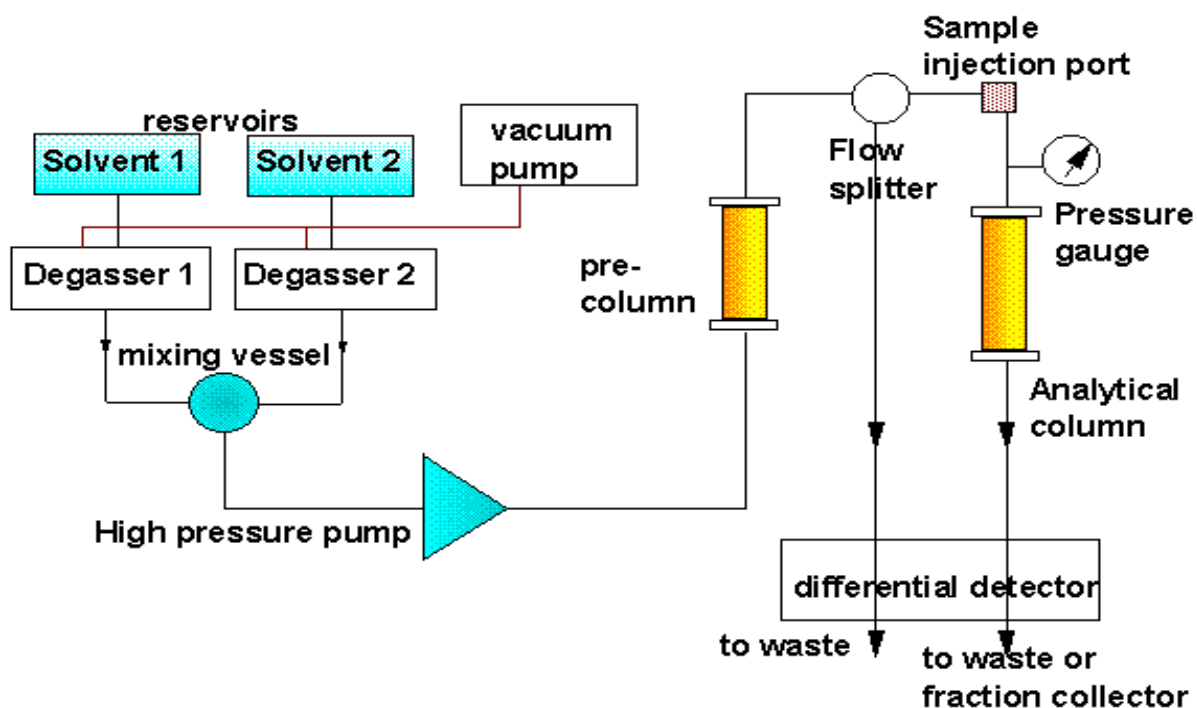 Sample
injection port
reservoirs
vacuum
pump
Solvent 1
Solvent 2
Flow
splitter
Pressure
gauge
Degasser 1
Degasser 2
pre-
column
mixing vessel
Analytical
column
High pressure pump
differential detector
to waste
to waste or
fraction collector